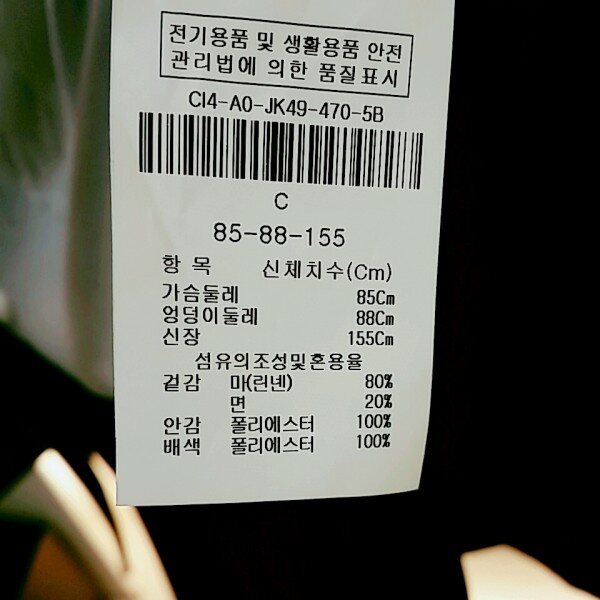 전기용품 및 생활용품 안전
관리법에 의한 품질표시
CI4-A0-JK49-470-5B
C
85-88-155
항 목 신체치수(Cm)
가슴둘레 85Cm
엉덩이둘레 88Cm
신장 155Cm
섬유의조성및혼용율
겉감 마(린넨) 80%
면 20%
안감 폴리에스터 100%
배색 폴리에스터 100%